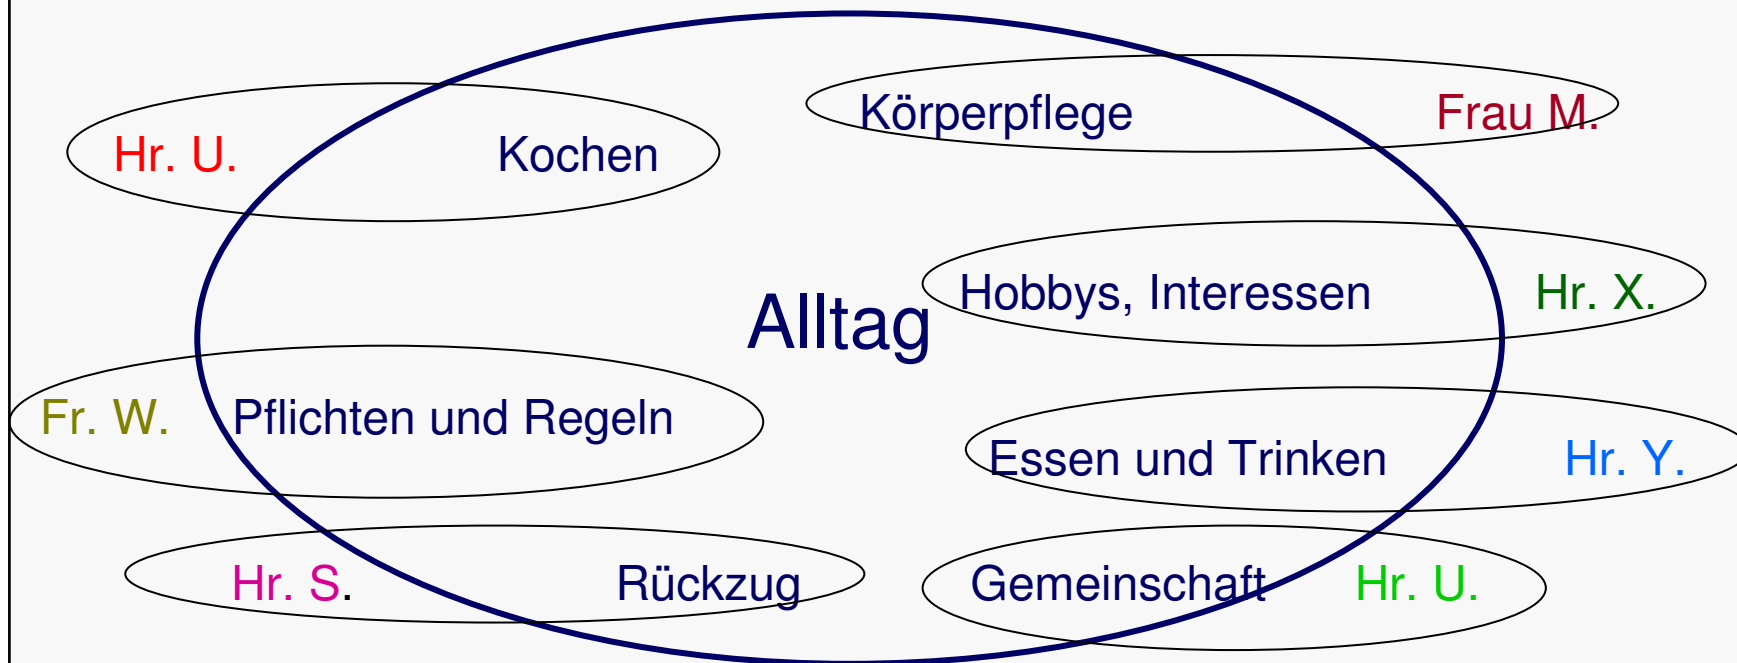 Körperpflege Frau M.
Hr. U. Kochen
Hobbys, Interessen Hr. X.
Alltag
Fr. W. Pflichten und Regeln
Essen und Trinken Hr. Y.
Hr. S. Rückzug
Gemeinschaft Hr. U.